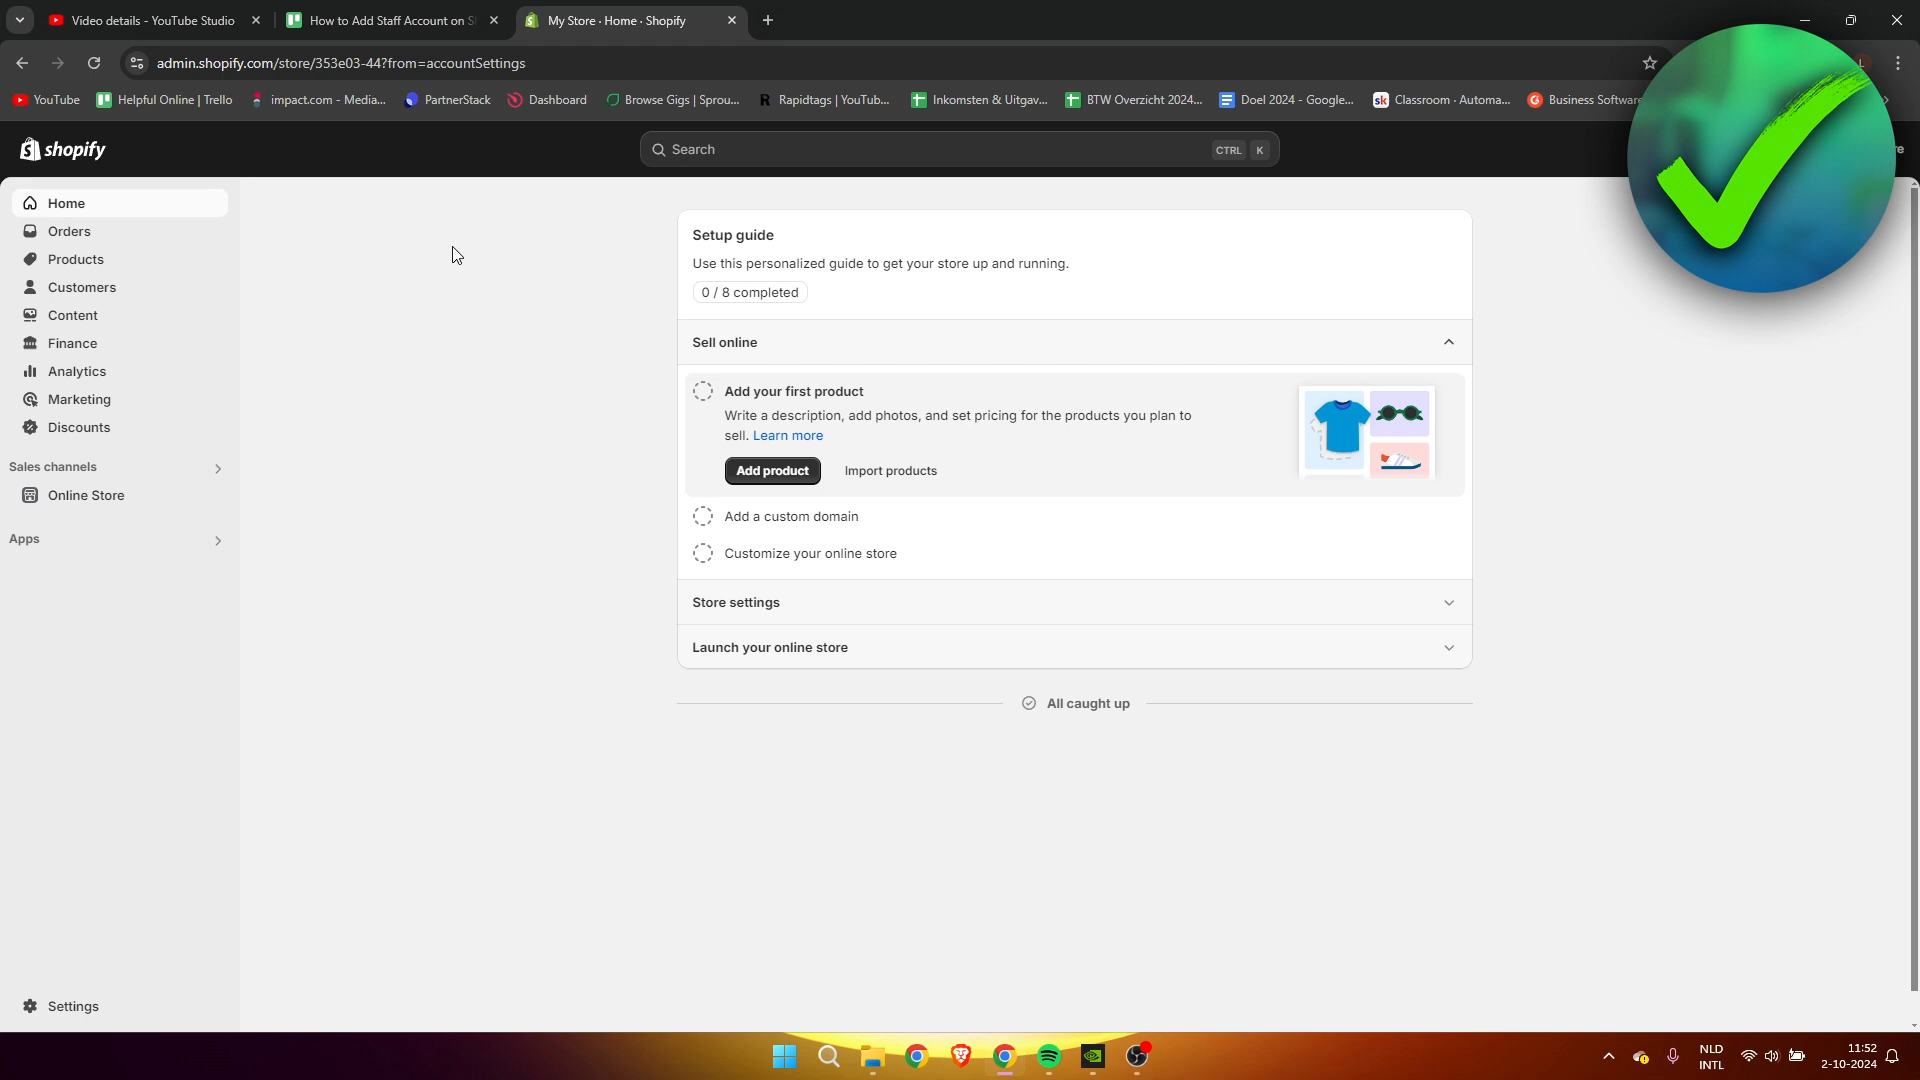 Video details - YouTube Studio
How to Add Staff Account on S
My Store · Home · Shopify
admin.shopify.com/store/353e03-44?from=accountSettings
YouTube
Helpful Online | Trello
impact.com - Media...
PartnerStack
Dashboard
Browse Gigs | Sprou...
Rapidtags | YouTub...
Inkomsten & Uitgav...
BTW Overzicht 2024...
Doel 2024 - Google...
Classroom · Automa...
Business Software
shopify
Search
CTRL K
Home
Orders
Products
Customers
Content
Finance
Analytics
Marketing
Discounts
Sales channels
Online Store
Apps
Settings
Setup guide
Use this personalized guide to get your store up and running.
0 / 8 completed
Sell online
Add your first product
Write a description, add photos, and set pricing for the products you plan to
sell. Learn more
Add product
Import products
Add a custom domain
Customize your online store
Store settings
Launch your online store
All caught up
NLD
INTL
11:52
2-10-2024